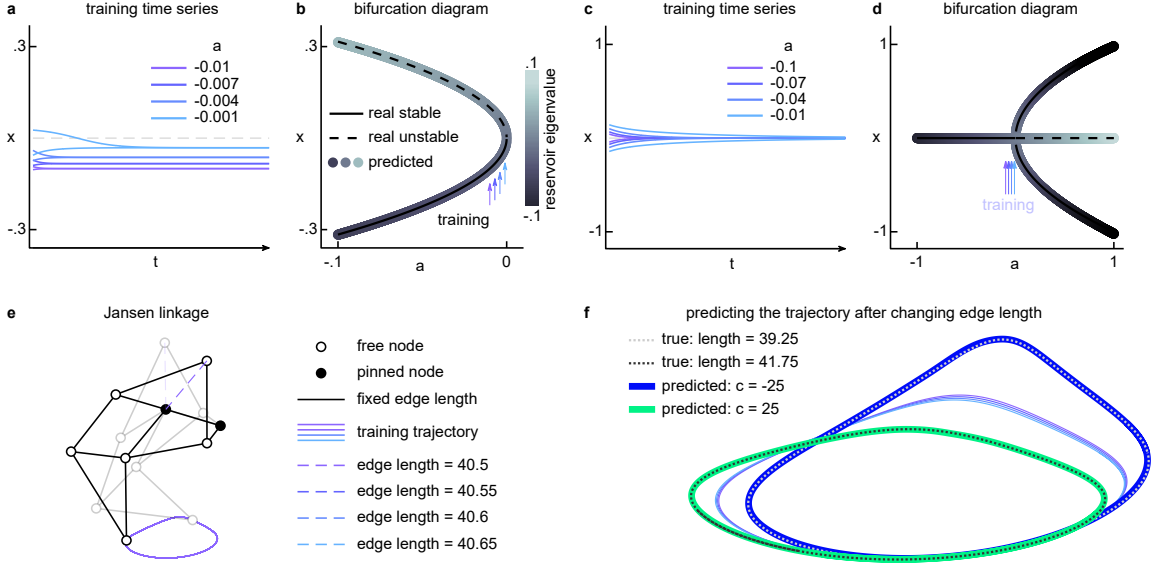 a
training time series
.3
x
-.3
t
a
-0.01
-0.007
-0.004
-0.001
b
bifurcation diagram
.3
x
-.3
real stable
real unstable
predicted
training
-.1
a
0
.1
reservoir eigenvalue
-.1
c
training time series
1
x
-1
t
a
-0.1
-0.07
-0.04
-0.01
d
bifurcation diagram
1
x
-1
training
-1
a
1
e
Jansen linkage
free node
pinned node
fixed edge length
training trajectory
edge length = 40.5
edge length = 40.55
edge length = 40.6
edge length = 40.65
f
predicting the trajectory after changing edge length
true: length = 39.25
true: length = 41.75
predicted: c = -25
predicted: c = 25